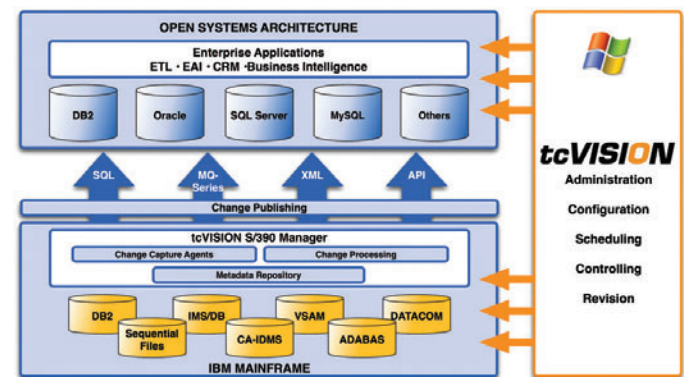 OPEN SYSTEMS ARCHITECTURE
Enterprise Applications
ETL · EAI · CRM ·Business Intelligence
DB2
Oracle
SQL Server
MySQL
Others
SQL
MQ-
Series
XML
API
Change Publishing
tcVISION S/390 Manager
Change Capture Agents
Change Processing
Metadata Repository
DB2
IMS/DB
VSAM
DATACOM
Sequential
Files
CA-IDMS
ADABAS
IBM MAINFRAME
tcVISION
Administration
Configuration
Scheduling
Controlling
Revision